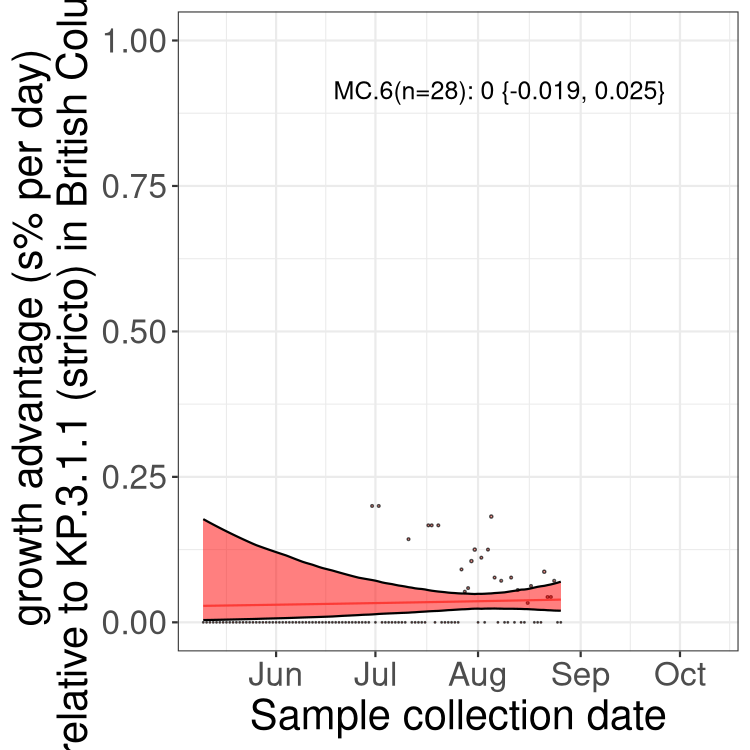 growth advantage (s% per day)
relative to KP.3.1.1 (stricto) in British Colu
1.00
0.75
0.50
0.25
0.00
MC.6(n=28): 0 {-0.019, 0.025}
Jun Jul Aug Sep Oct
Sample collection date